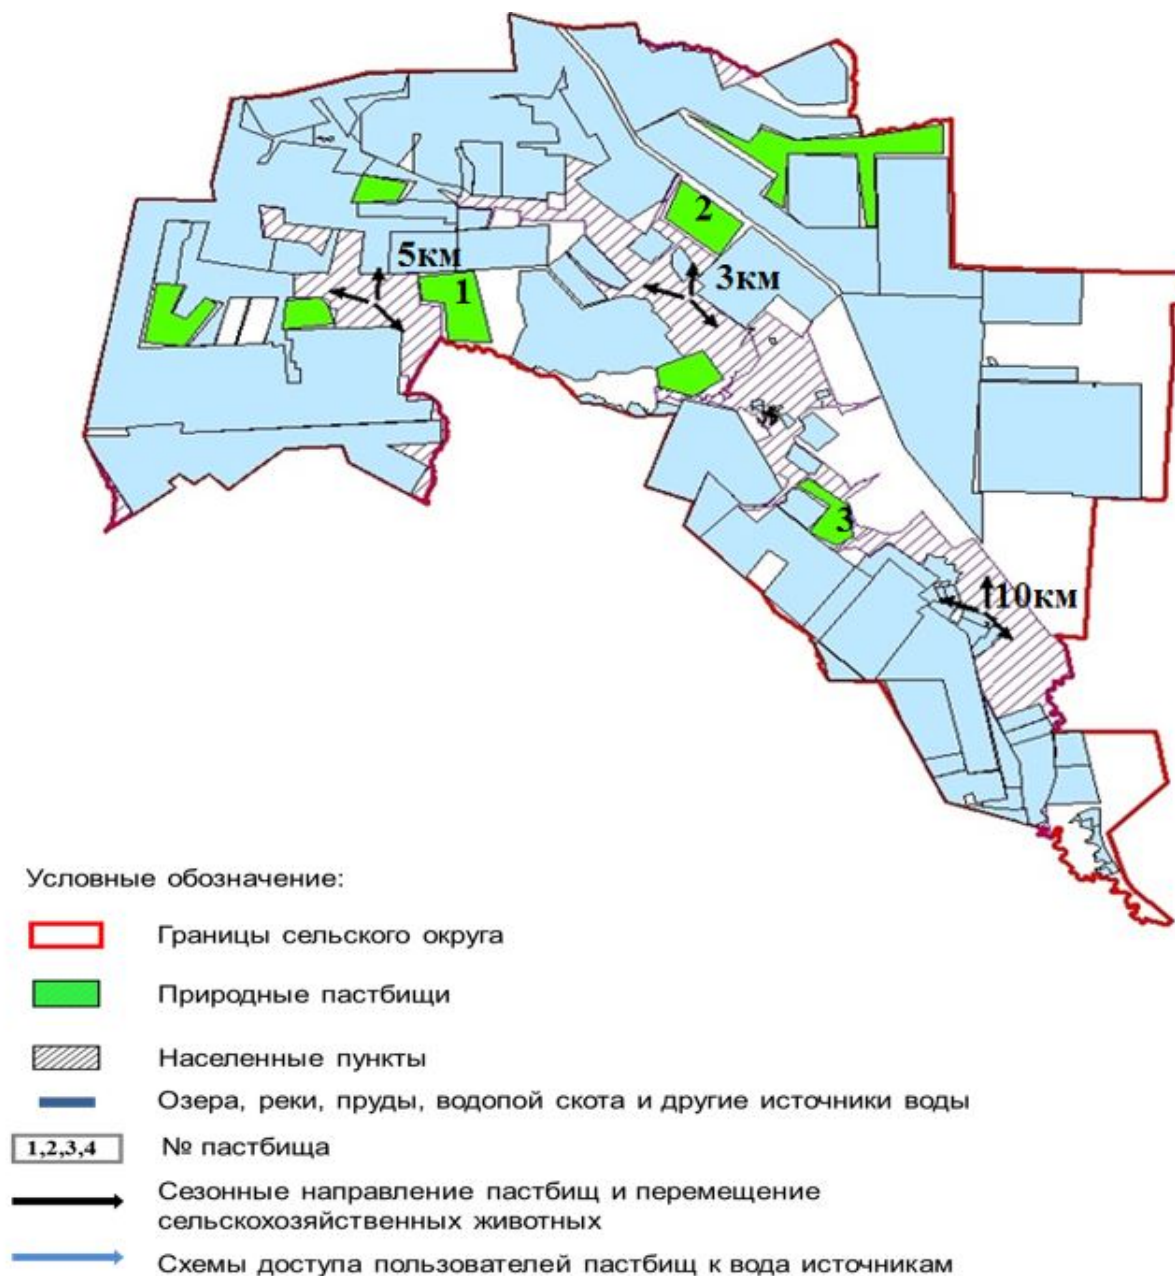 2
5км
3км
1
3
10км
Условные обозначение:
Границы сельского округа
Природные пастбищи
Населенные пункты
Озера, реки, пруды, водопой скота и другие источники воды
1,2,3,4
№ пастбища
Сезонные направление пастбищ и перемещение
сельскохозяйственных животных
Схемы доступа пользователей пастбищ к вода источникам